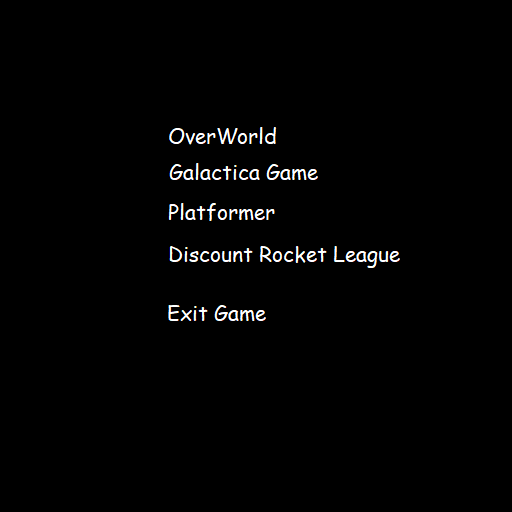 OverWorld
Galactica Game
Platformer
Discount Rocket League
Exit Game